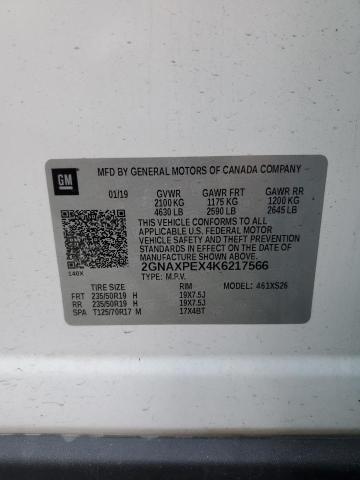 GM
MFD BY GENERAL MOTORS OF CANADA COMPANY
01/19 GVWR GAWR FRT GAWR RR
2100 KG 1175 KG 1200 KG
4630 LB 2590 LB 2645 LB
THIS VEHICLE CONFORMS TO ALL
APPLICABLE U.S. FEDERAL MOTOR
VEHICLE SAFETY STANDARDS
IN EFFECT ON THE DATE OF
MANUFACTURE SHOWN ABOVE.
2GNAXPEX4K6217566
140X TYPE: M.P.V. MODEL: 461XS26
TIRE SIZE RIM
FRT 235/50R19 H 19X7.5J
RR 235/50R19 H 19X7.5J
SPA T125/70R17 M 17X4BT